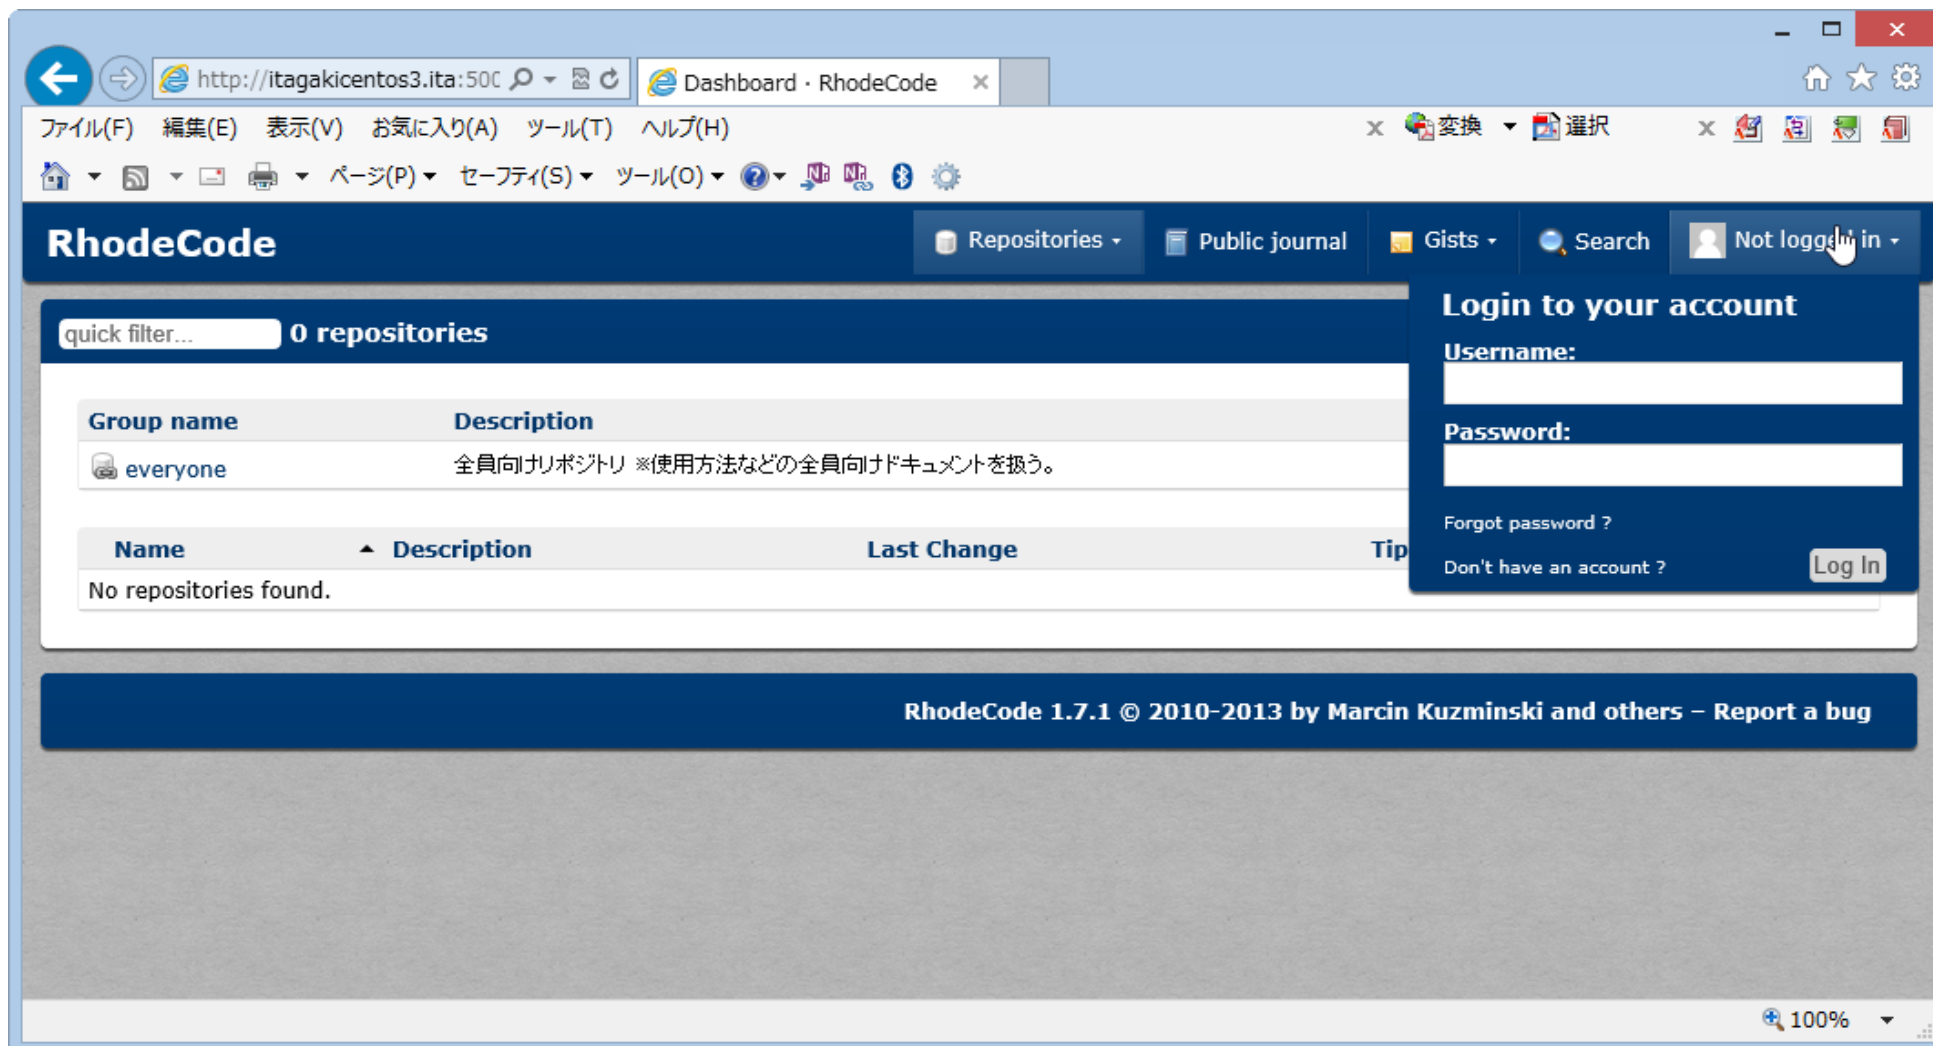 http://itagakicentos3.ita:500
Dashboard · RhodeCode
ファイル(F) 編集(E) 表示(V) お気に入り(A) ツール(T) ヘルプ(H)
変換 選択
ページ(P) セーフティ(S) ツール(O)
RhodeCode
Repositories Public journal Gists Search Not logged in
Login to your account
quick filter... 0 repositories
Username:
Group name Description
Password:
everyone 全員向けリポジトリ ※使用方法などの全員向けドキュメントを扱う。
Forgot password ?
Name Description Last Change Tip
Don't have an account ? Log In
No repositories found.
RhodeCode 1.7.1 © 2010-2013 by Marcin Kuzminski and others – Report a bug
100%